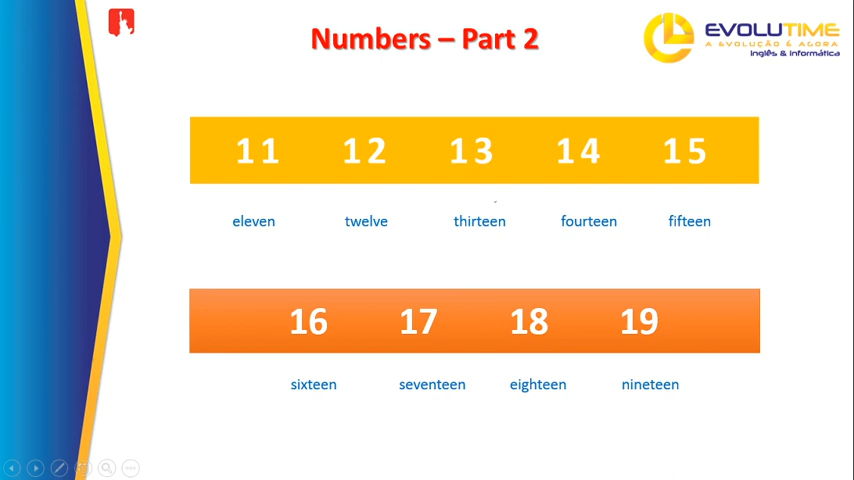 Numbers – Part 2
EVOLUTIME
A EVOLUÇÃO É AGORA
Inglês & Informática
11 12 13 14 15
eleven twelve thirteen fourteen fifteen
16 17 18 19
sixteen seventeen eighteen nineteen